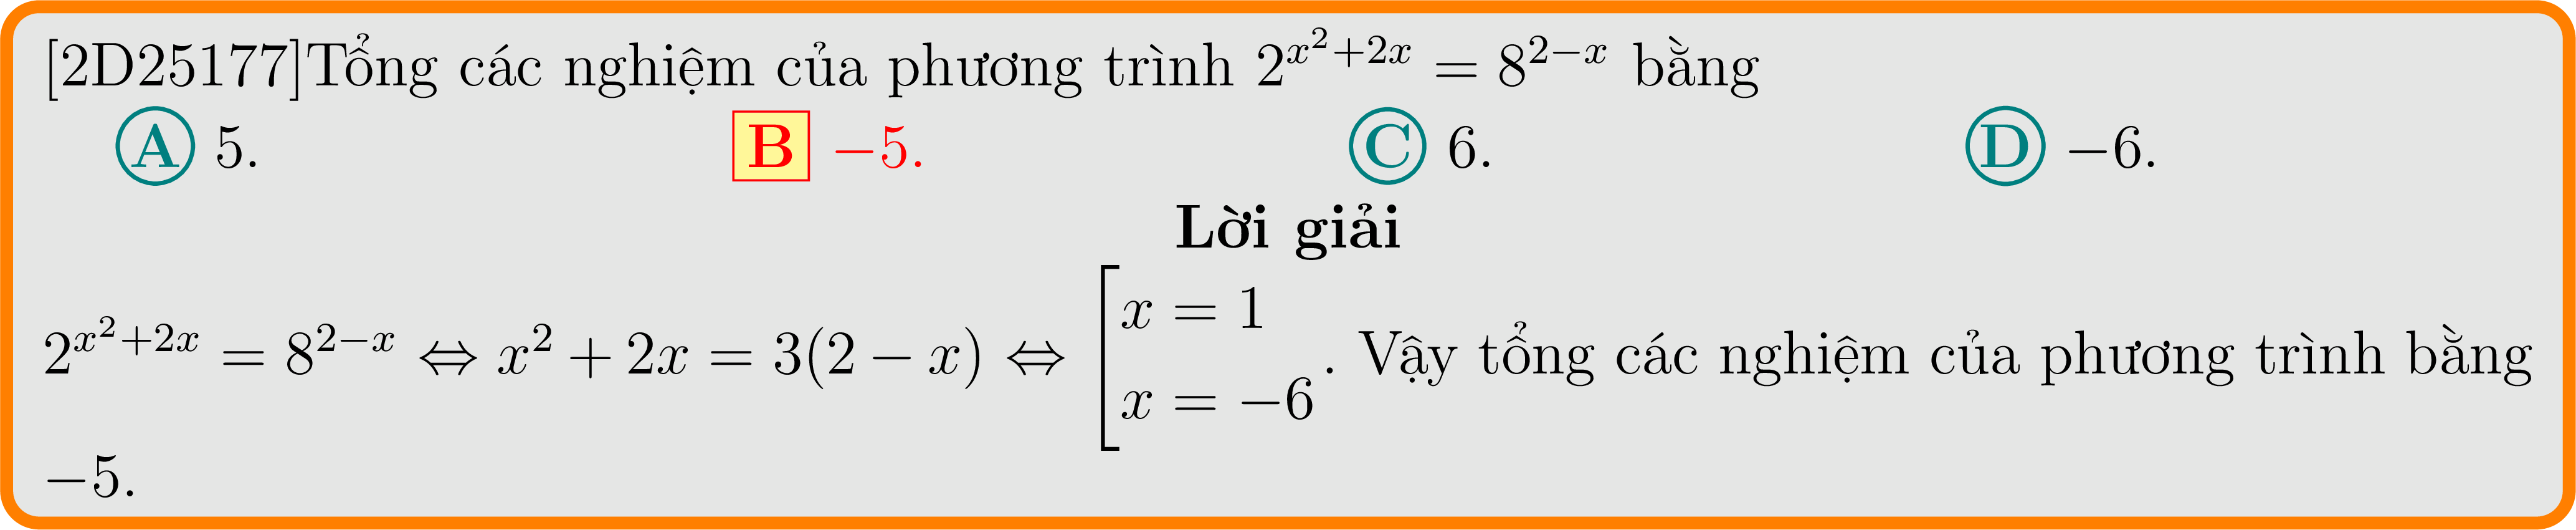 [2D25177]Tổng các nghiệm của phương trình $2^{x^2+2x} = 8^{2-x}$ bằng
A 5. B −5. C 6. D −6.
Lời giải
$2^{x^2+2x} = 8^{2-x} \Leftrightarrow x^2 + 2x = 3(2 - x) \Leftrightarrow \left[\begin{array}{l} x = 1 \\ x = -6 \end{array}\right.$. Vậy tổng các nghiệm của phương trình bằng
−5.